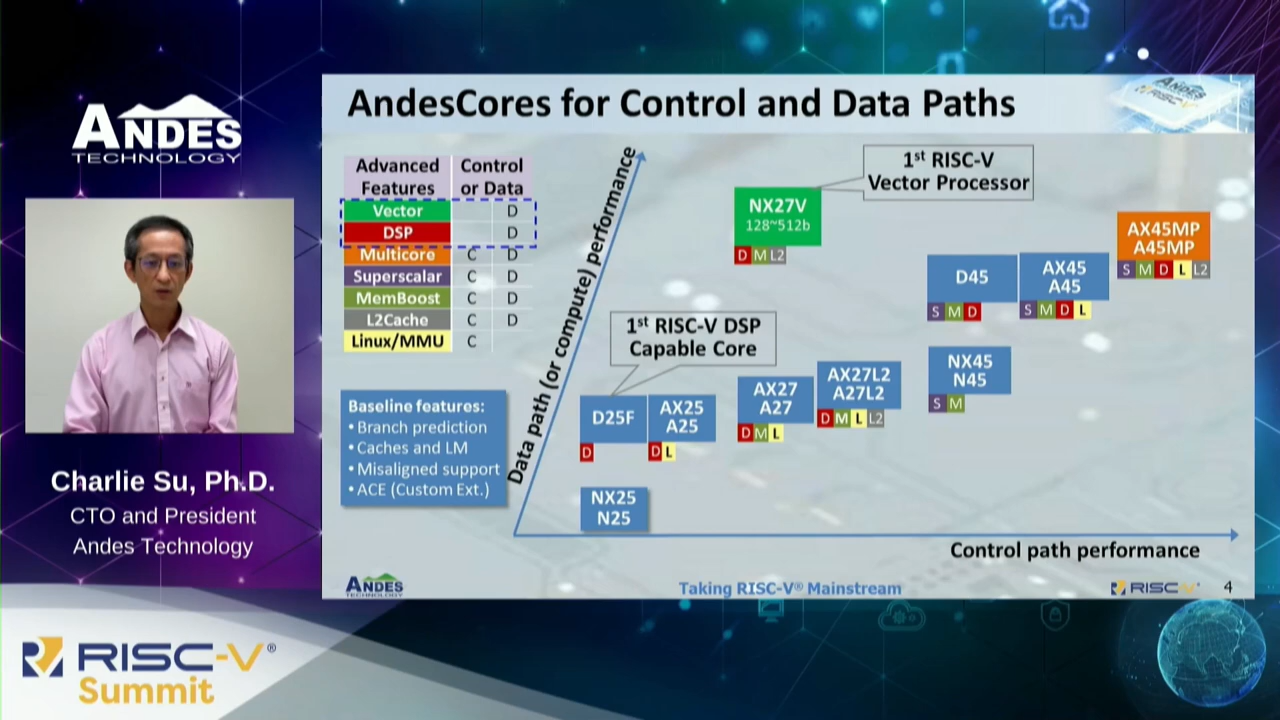 ANDES
TECHNOLOGY
Charlie Su, Ph.D.
CTO and President
Andes Technology
RISC-V®
Summit
AndesCores for Control and Data Paths
ANDES
RISC-V
Advanced Features
Control or Data
Vector D
DSP D
Multicore C D
Superscalar C D
MemBoost C D
L2Cache C D
Linux/MMU C
Baseline features:
• Branch prediction
• Caches and LM
• Misaligned support
• ACE (Custom Ext.)
Data path (or compute) performance
1st RISC-V
Vector Processor
NX27V
128~512b
D M L2
AX45MP
A45MP
S M D L L2
D45
S M D
AX45
A45
S M D L
1st RISC-V DSP
Capable Core
NX45
N45
S M
AX27L2
A27L2
D M L L2
AX27
A27
D M L
D25F
D
AX25
A25
D L
NX25
N25
Control path performance
ANDES
TECHNOLOGY
Taking RISC-V® Mainstream
RISC-V
4